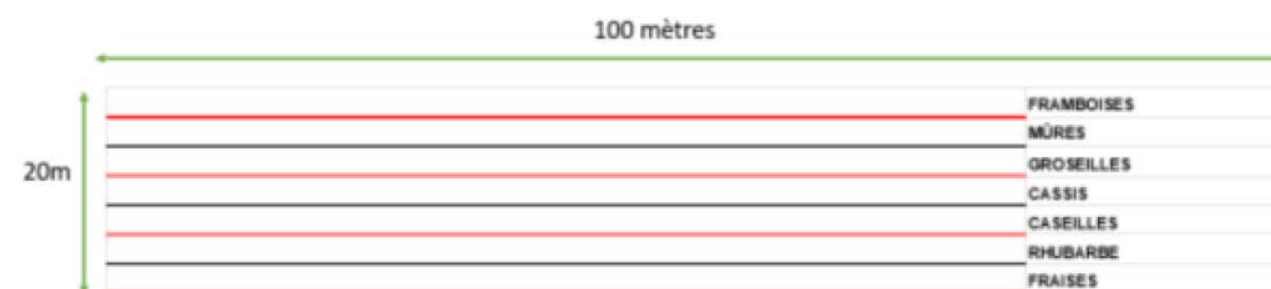 100 mètres
FRAMBOISES
MÛRES
20m
GROSEILLES
CASSIS
CASEILLES
RHUBARBE
FRAISES